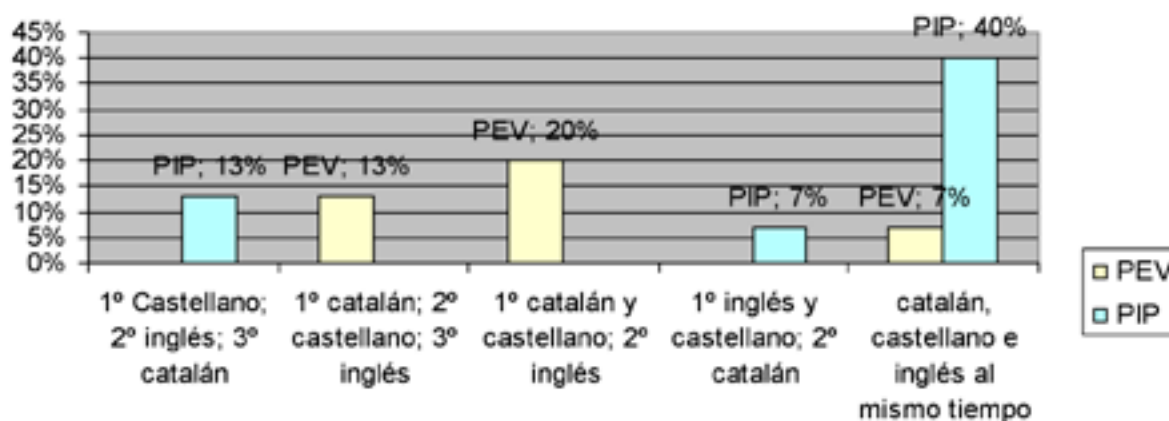 45%
40%
35%
30%
25%
20%
15%
10%
5%
0%
PIP; 13%
PEV; 13%
PEV; 20%
PIP; 7%
PEV; 7%
PIP; 40%
1º Castellano;
2º inglés; 3º
catalán
1º catalán; 2º
castellano; 3º
inglés
1º catalán y
castellano; 2º
inglés
1º inglés y
castellano; 2º
catalán
catalán,
castellano e
inglés al
mismo tiempo
PEV
PIP